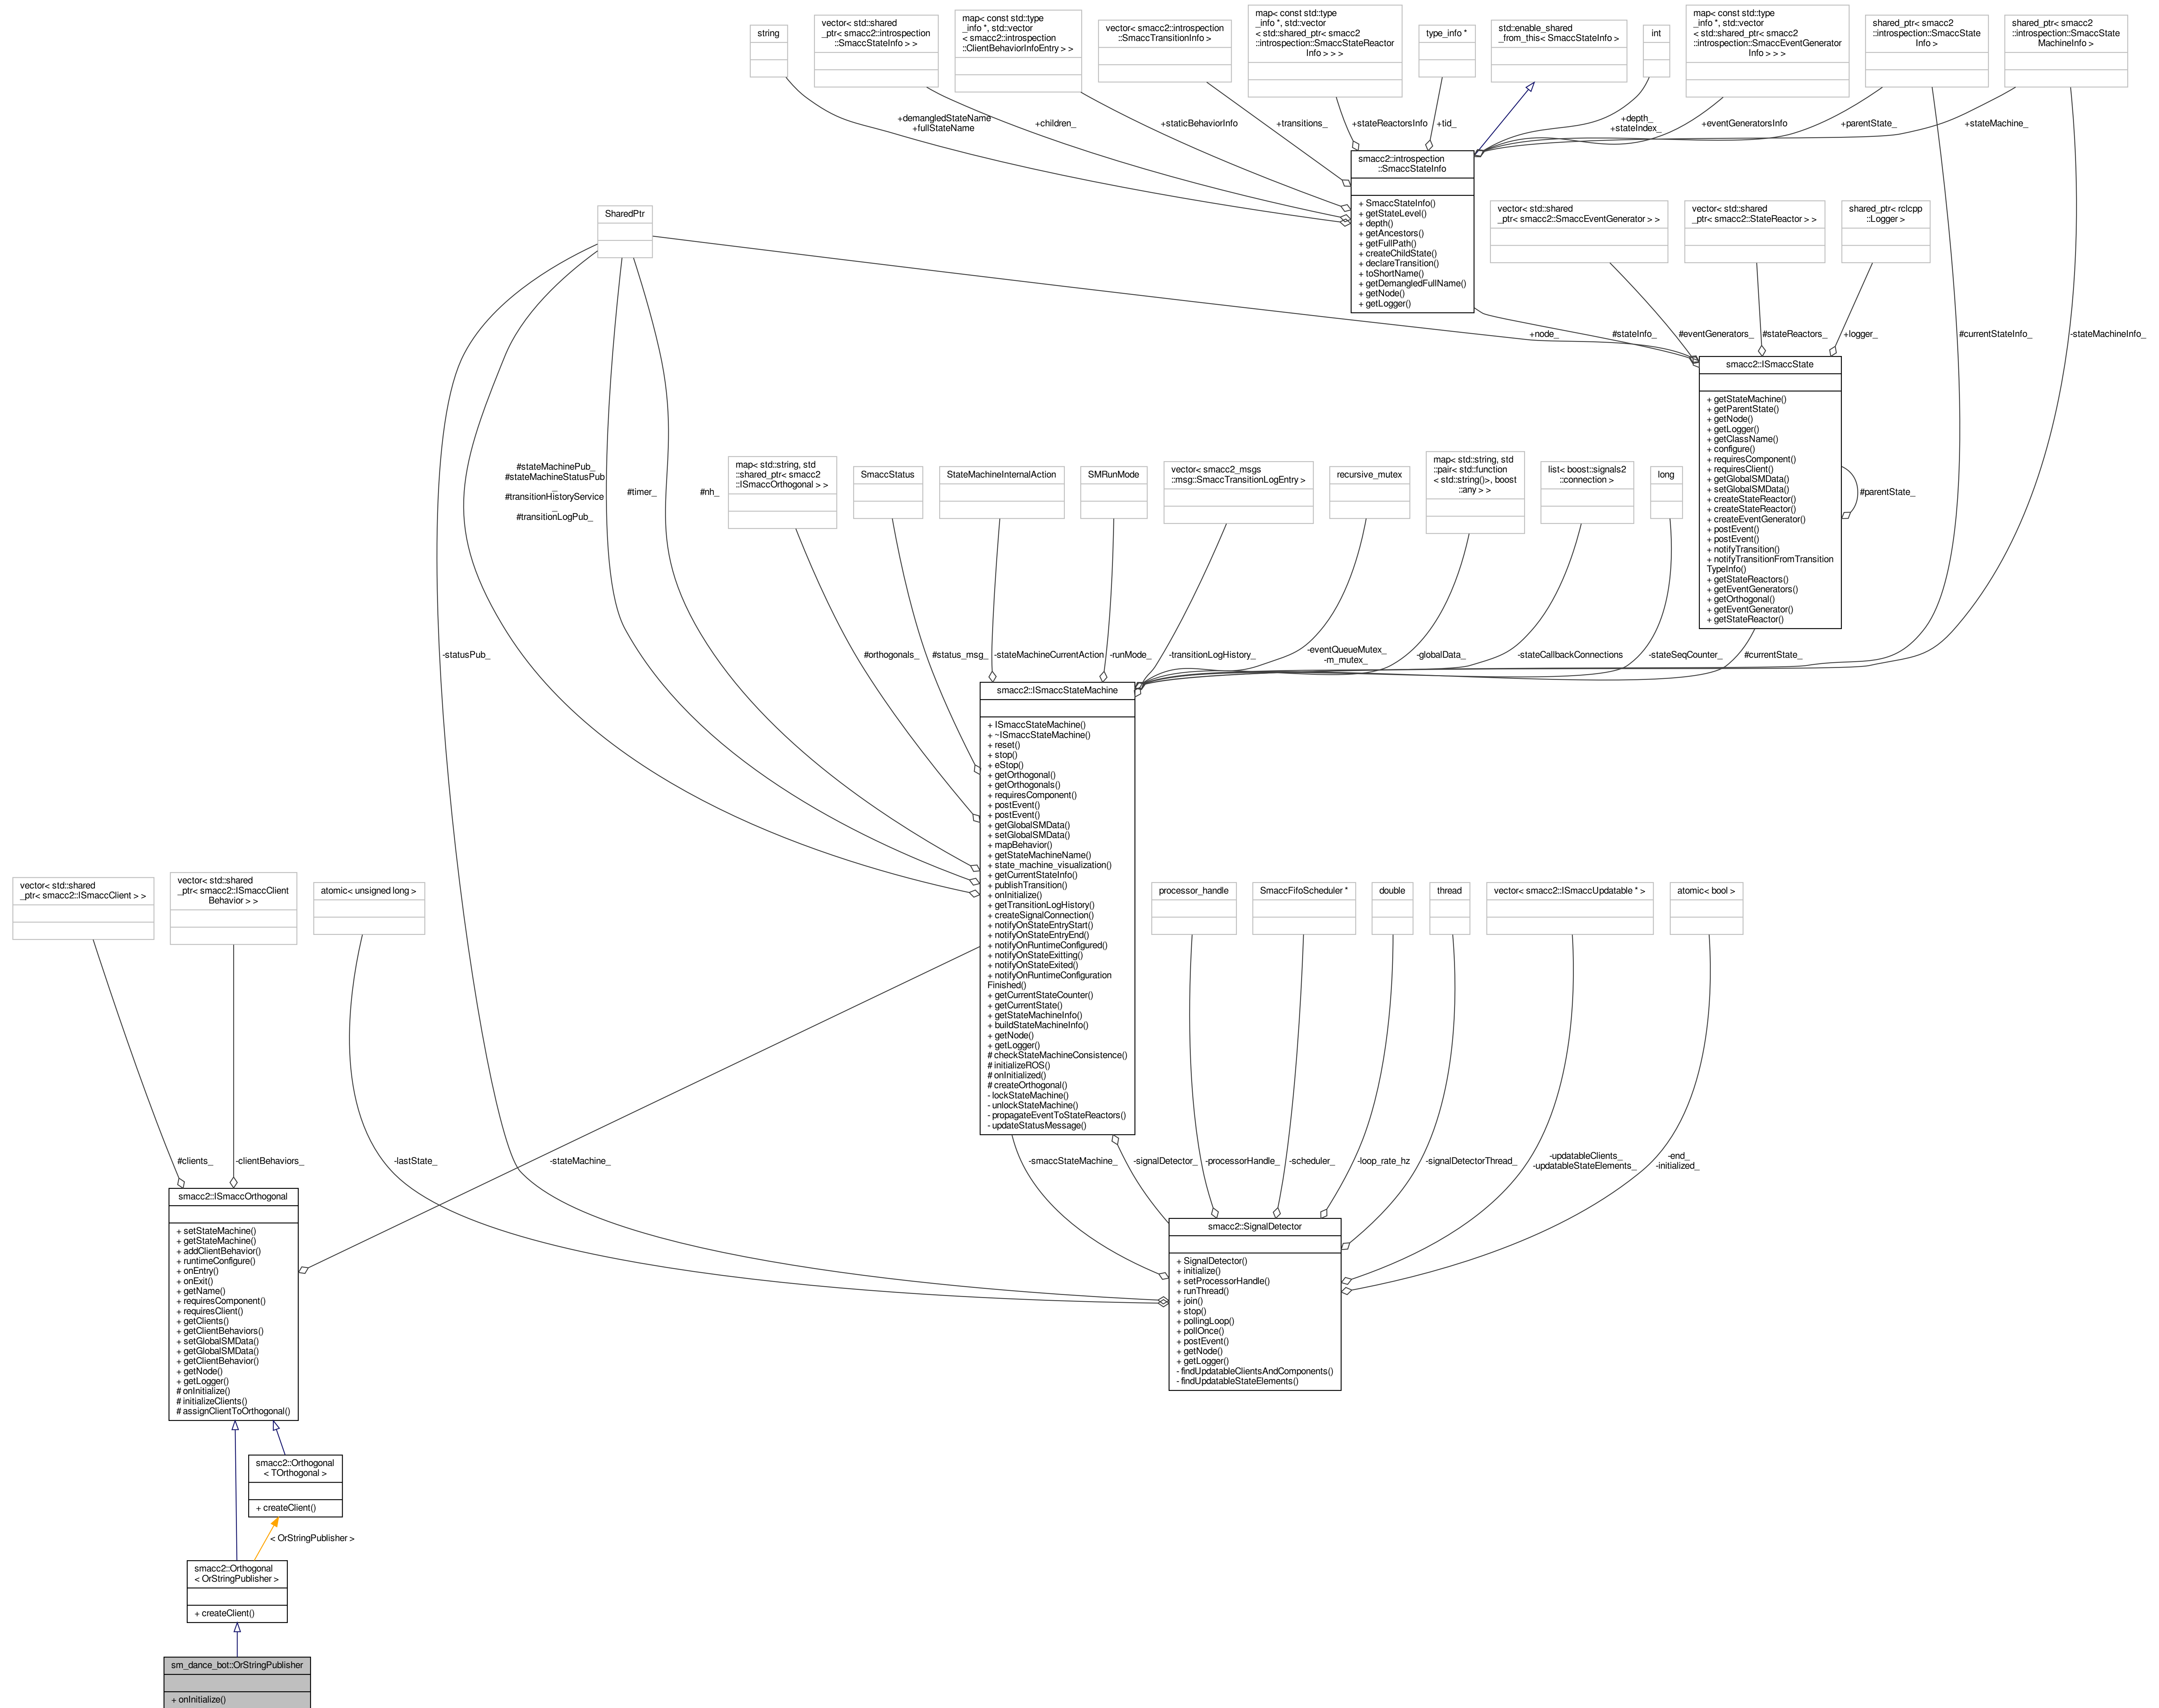 string
vector< std::shared
_ptr< smacc2::introspection
::SmaccStateInfo > >
map< const std::type
_info *, std::vector
< smacc2::introspection
::ClientBehaviorInfoEntry > >
vector< smacc2::introspection
::SmaccTransitionInfo >
map< const std::type
_info *, std::vector
< std::shared_ptr< smacc2
::introspection::SmaccStateReactor
Info > > >
type_info *
std::enable_shared
_from_this< SmaccStateInfo >
int
map< const std::type
_info *, std::vector
< std::shared_ptr< smacc2
::introspection::SmaccEventGenerator
Info > > >
shared_ptr< smacc2
::introspection::SmaccState
Info >
shared_ptr< smacc2
::introspection::SmaccState
MachineInfo >
+demangledStateName
+fullStateName
+children_
+staticBehaviorInfo
+transitions_
+stateReactorsInfo
+tid_
+depth_
+stateIndex_
+eventGeneratorsInfo
+parentState_
+stateMachine_
smacc2::introspection
::SmaccStateInfo
+ SmaccStateInfo()
+ getStateLevel()
+ depth()
+ getAncestors()
+ getFullPath()
+ createChildState()
+ declareTransition()
+ toShortName()
+ getDemangledFullName()
+ getNode()
+ getLogger()
SharedPtr
vector< std::shared
_ptr< smacc2::SmaccEventGenerator > >
vector< std::shared
_ptr< smacc2::StateReactor > >
shared_ptr< rclcpp
::Logger >
+node_
#stateInfo_
#eventGenerators_
#stateReactors_
+logger_
#currentStateInfo_
-stateMachineInfo_
smacc2::ISmaccState
+ getStateMachine()
+ getParentState()
+ getNode()
+ getLogger()
+ getClassName()
+ configure()
+ requiresComponent()
+ requiresClient()
+ getGlobalSMData()
+ setGlobalSMData()
+ createStateReactor()
+ createStateReactor()
+ createEventGenerator()
+ postEvent()
+ postEvent()
+ notifyTransition()
+ notifyTransitionFromTransition
TypeInfo()
+ getStateReactors()
+ getEventGenerators()
+ getOrthogonal()
+ getEventGenerator()
+ getStateReactor()
#parentState_
#stateMachinePub_
#stateMachineStatusPub
_
#transitionHistoryService
_
#transitionLogPub_
#timer_
#nh_
map< std::string, std
::shared_ptr< smacc2
::ISmaccOrthogonal > >
SmaccStatus
StateMachineInternalAction
SMRunMode
vector< smacc2_msgs
::msg::SmaccTransitionLogEntry >
recursive_mutex
map< std::string, std
::pair< std::function
< std::string()>, boost
::any > >
list< boost::signals2
::connection >
long
-statusPub_
#orthogonals_
#status_msg_
-stateMachineCurrentAction
-runMode_
-transitionLogHistory_
-eventQueueMutex_
-m_mutex_
-globalData_
-stateCallbackConnections
-stateSeqCounter_
#currentState_
smacc2::ISmaccStateMachine
+ ISmaccStateMachine()
+ ~ISmaccStateMachine()
+ reset()
+ stop()
+ eStop()
+ getOrthogonal()
+ getOrthogonals()
+ requiresComponent()
+ postEvent()
+ postEvent()
+ getGlobalSMData()
+ setGlobalSMData()
+ mapBehavior()
+ getStateMachineName()
+ state_machine_visualization()
+ getCurrentStateInfo()
+ publishTransition()
+ onInitialize()
+ getTransitionLogHistory()
+ createSignalConnection()
+ notifyOnStateEntryStart()
+ notifyOnStateEntryEnd()
+ notifyOnRuntimeConfigured()
+ notifyOnStateExitting()
+ notifyOnStateExited()
+ notifyOnRuntimeConfiguration
Finished()
+ getCurrentStateCounter()
+ getCurrentState()
+ getStateMachineInfo()
+ buildStateMachineInfo()
+ getNode()
+ getLogger()
# checkStateMachineConsistence()
# initializeROS()
# onInitialized()
# createOrthogonal()
- lockStateMachine()
- unlockStateMachine()
- propagateEventToStateReactors()
- updateStatusMessage()
vector< std::shared
_ptr< smacc2::ISmaccClient > >
vector< std::shared
_ptr< smacc2::ISmaccClient
Behavior > >
atomic< unsigned long >
processor_handle
SmaccFifoScheduler *
double
thread
vector< smacc2::ISmaccUpdatable * >
atomic< bool >
#clients_
-clientBehaviors_
-lastState_
-stateMachine_
-smaccStateMachine_
-signalDetector_
-processorHandle_
-scheduler_
-loop_rate_hz
-signalDetectorThread_
-updatableClients_
-updatableStateElements_
-end_
-initialized_
smacc2::ISmaccOrthogonal
+ setStateMachine()
+ getStateMachine()
+ addClientBehavior()
+ runtimeConfigure()
+ onEntry()
+ onExit()
+ getName()
+ requiresComponent()
+ requiresClient()
+ getClients()
+ getClientBehaviors()
+ setGlobalSMData()
+ getGlobalSMData()
+ getClientBehavior()
+ getNode()
+ getLogger()
# onInitialize()
# initializeClients()
# assignClientToOrthogonal()
smacc2::SignalDetector
+ SignalDetector()
+ initialize()
+ setProcessorHandle()
+ runThread()
+ join()
+ stop()
+ pollingLoop()
+ pollOnce()
+ postEvent()
+ getNode()
+ getLogger()
- findUpdatableClientsAndComponents()
- findUpdatableStateElements()
smacc2::Orthogonal
< TOrthogonal >
+ createClient()
< OrStringPublisher >
smacc2::Orthogonal
< OrStringPublisher >
+ createClient()
sm_dance_bot::OrStringPublisher
+ onInitialize()